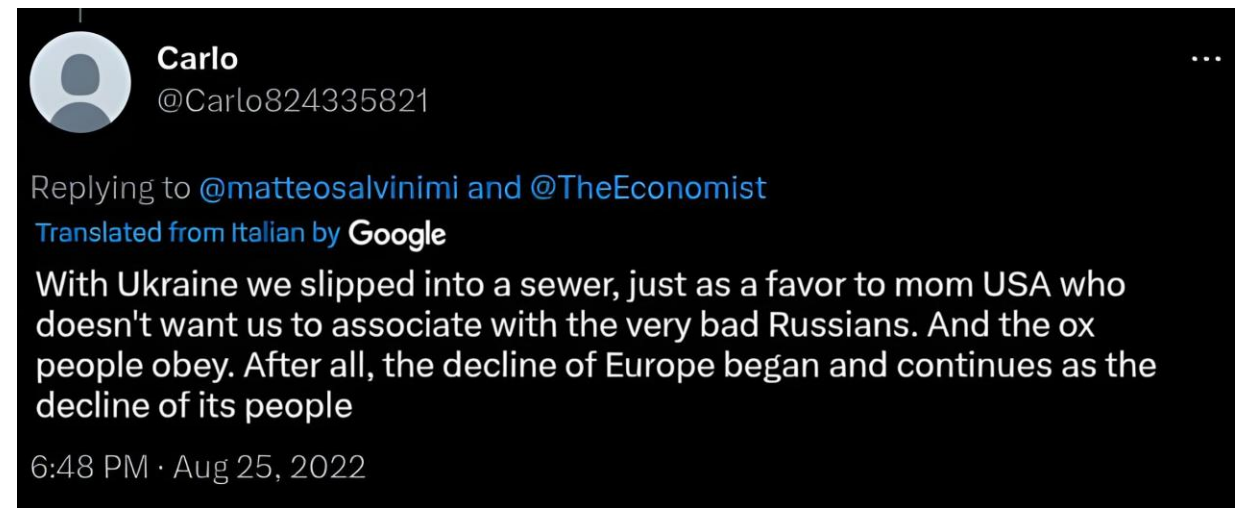 Carlo
@Carlo824335821
Replying to @matteosalvinimi and @TheEconomist
Translated from Italian by Google
With Ukraine we slipped into a sewer, just as a favor to mom USA who
doesn't want us to associate with the very bad Russians. And the ox
people obey. After all, the decline of Europe began and continues as the
decline of its people
6:48 PM · Aug 25, 2022